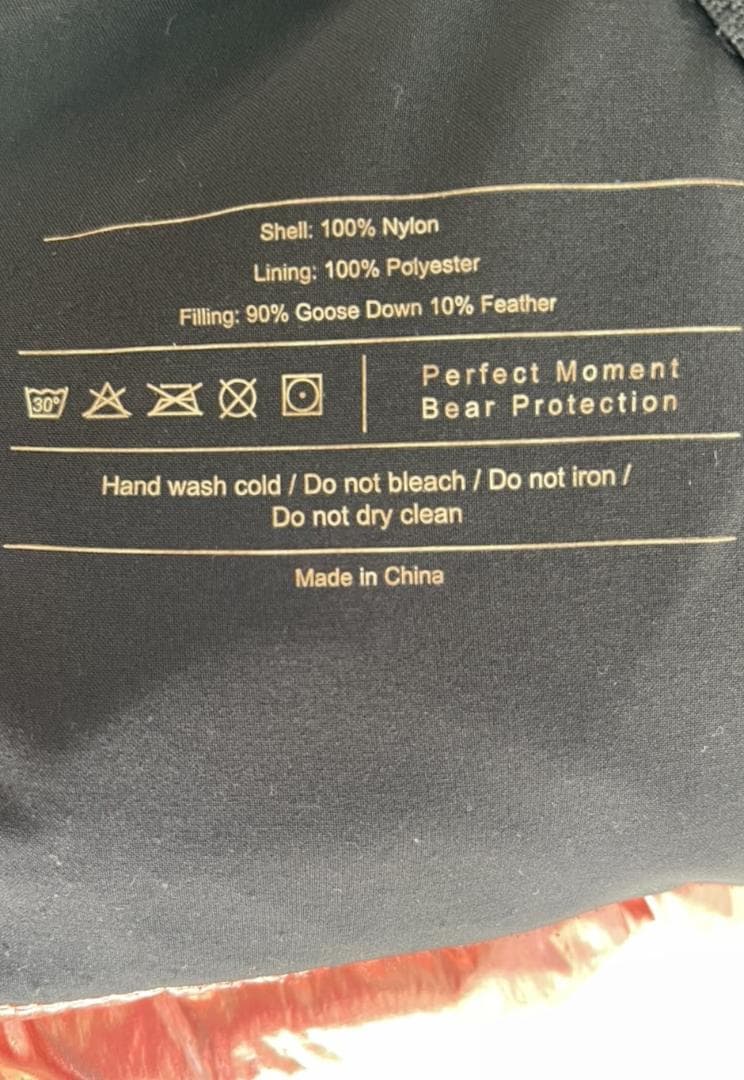 Shell: 100% Nylon
Lining: 100% Polyester
Filling: 90% Goose Down 10% Feather
30°
Perfect Moment
Bear Protection
Hand wash cold / Do not bleach / Do not iron /
Do not dry clean
Made in China